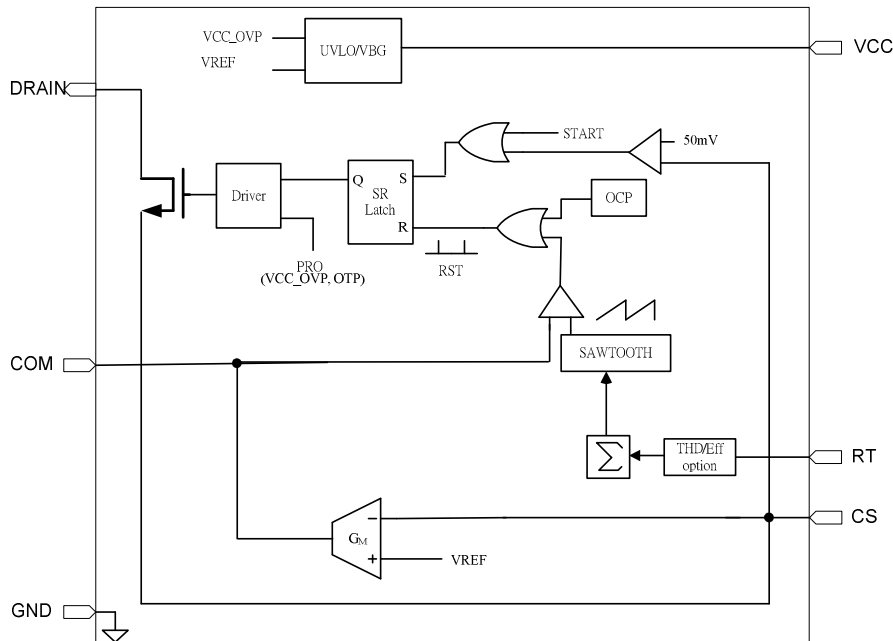 VCC_OVP
VREF
UVLO/VBG
VCC
DRAIN
START
50mV
Driver
Q
S
SR
Latch
R
OCP
RST
PRO
(VCC_OVP, OTP)
COM
SAWTOOTH
Σ
THD/Eff
option
RT
CS
GM
−
+
VREF
GND